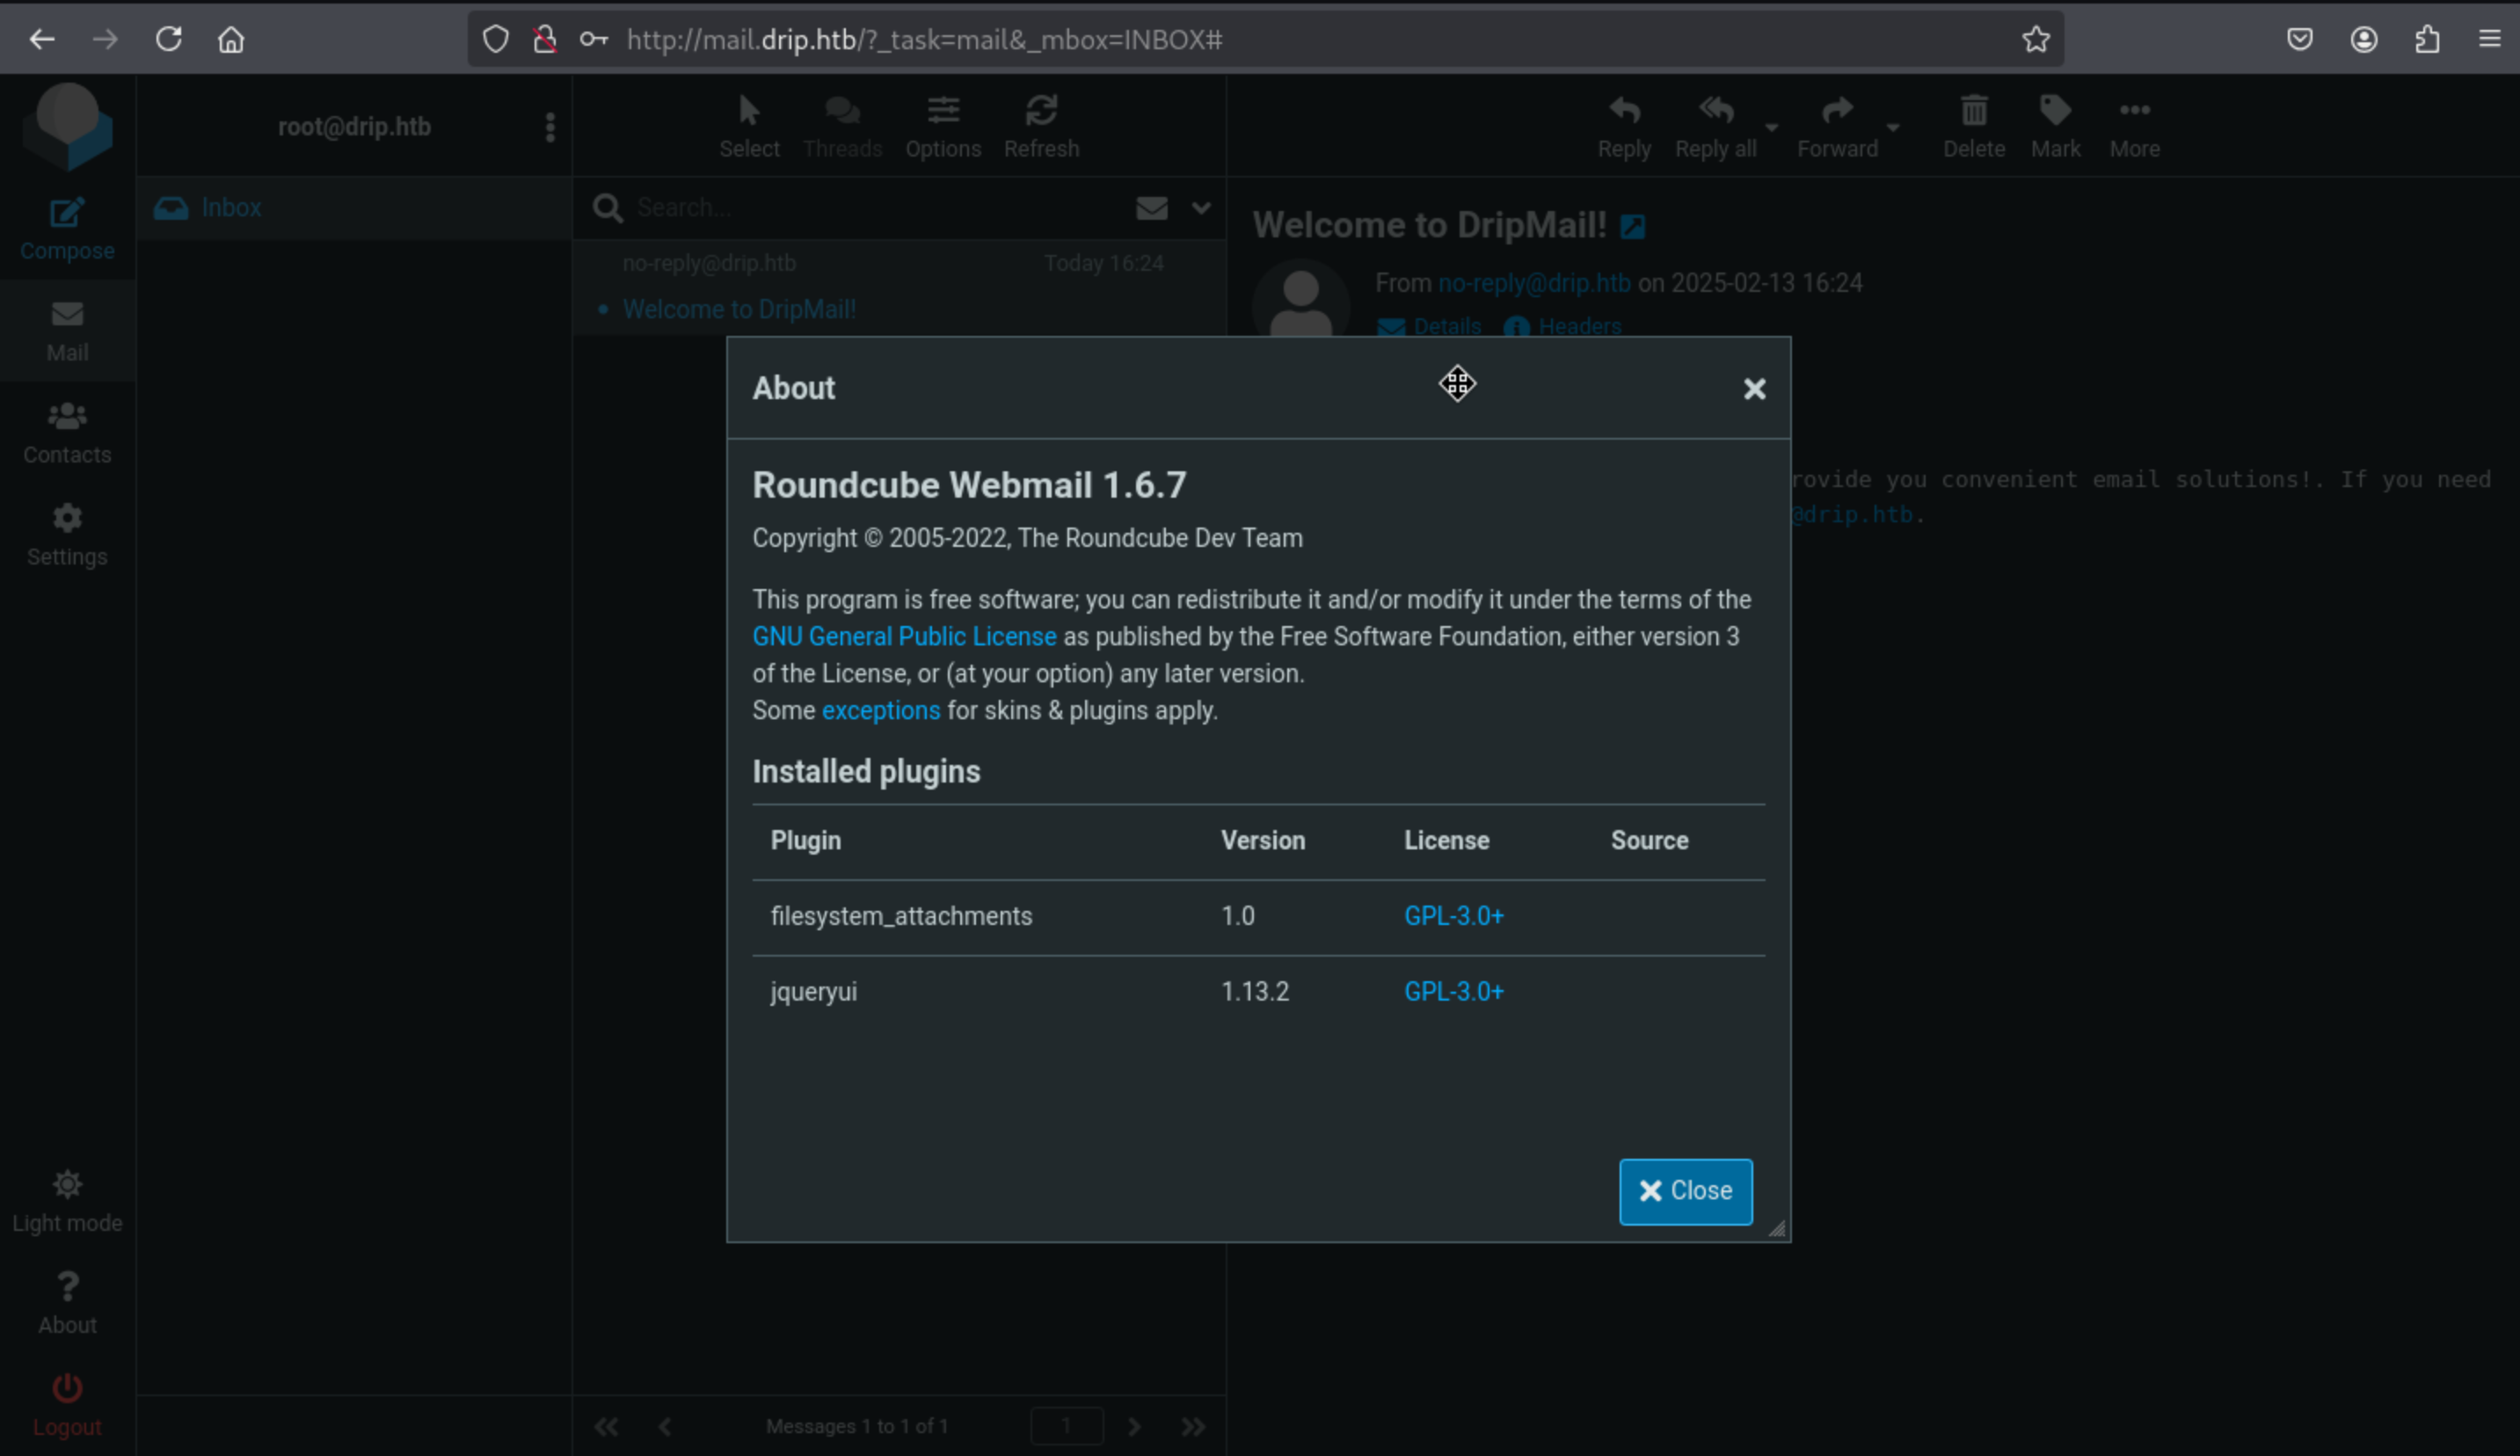 http://mail.drip.htb/?_task=mail&_mbox=INBOX#
root@drip.htb
Select
Threads
Options
Refresh
Reply
Reply all
Forward
Delete
Mark
More
Compose
Mail
Contacts
Settings
Light mode
About
Logout
Inbox
Search...
no-reply@drip.htb Today 16:24
• Welcome to DripMail!
Welcome to DripMail!
From no-reply@drip.htb on 2025-02-13 16:24
Details Headers
rovide you convenient email solutions!. If you need
@drip.htb.
About
Roundcube Webmail 1.6.7
Copyright © 2005-2022, The Roundcube Dev Team
This program is free software; you can redistribute it and/or modify it under the terms of the
GNU General Public License as published by the Free Software Foundation, either version 3
of the License, or (at your option) any later version.
Some exceptions for skins & plugins apply.
Installed plugins
Plugin Version License Source
filesystem_attachments 1.0 GPL-3.0+
jqueryui 1.13.2 GPL-3.0+
Close
Messages 1 to 1 of 1
1